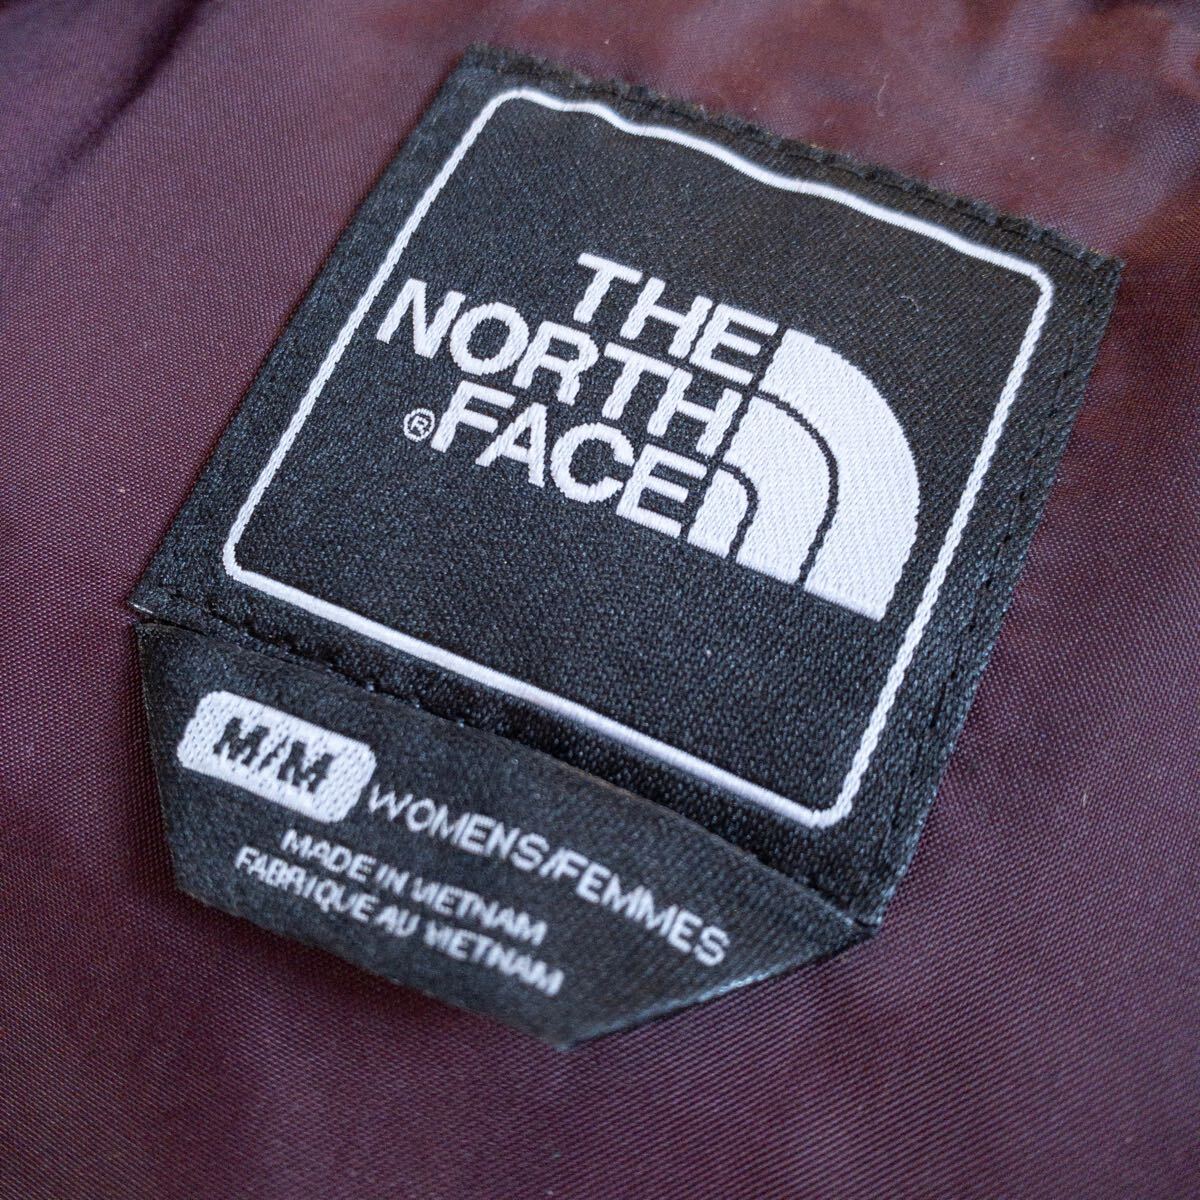 THE
NORTH
®FACE
M/M WOMENS/FEMMES
MADE IN VIETNAM
FABRIQUE AU VIETNAM